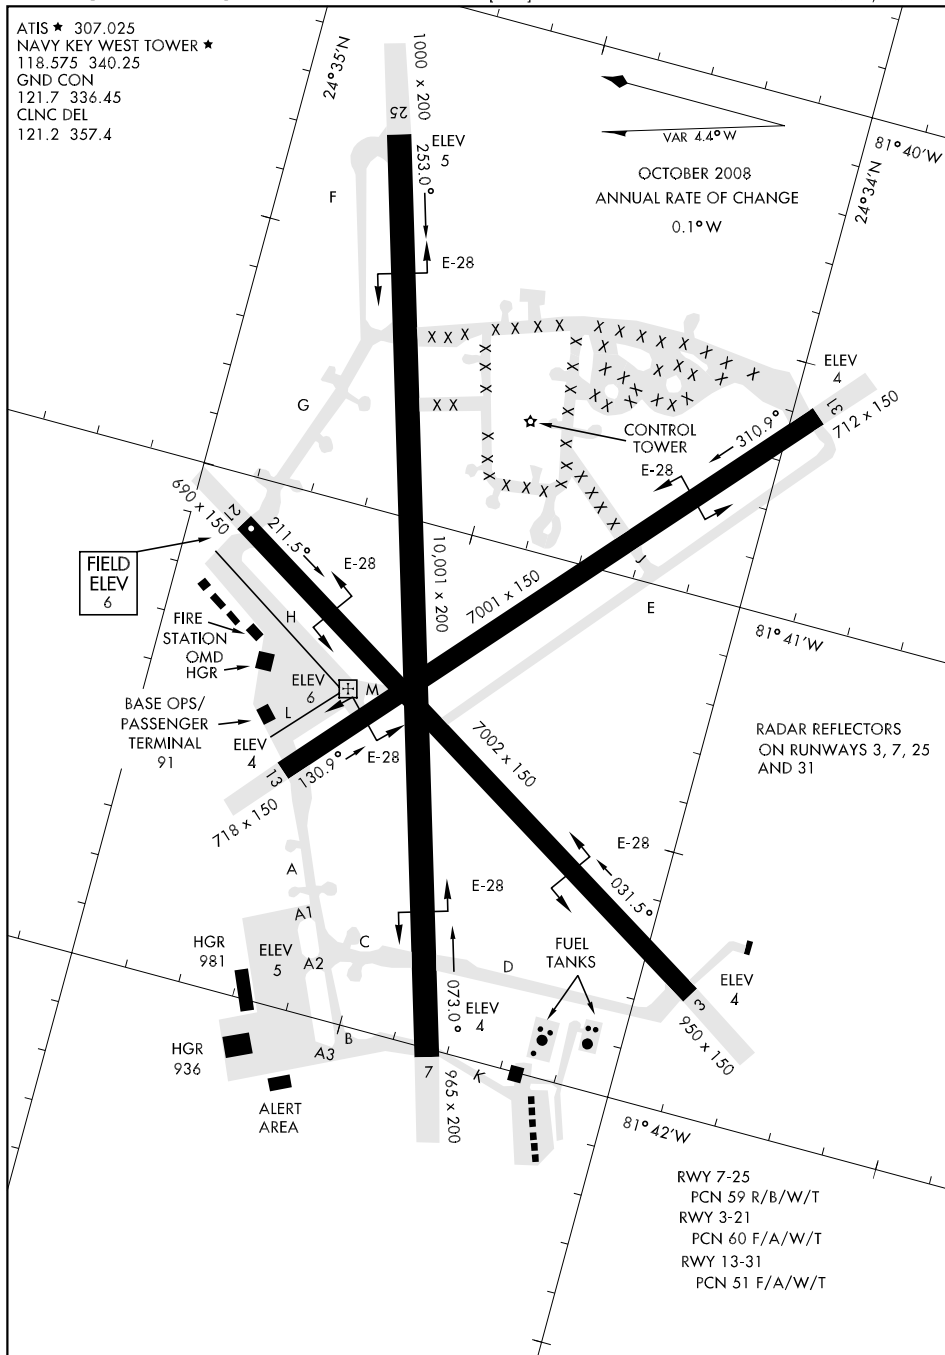 ATIS ★ 307.025
NAVY KEY WEST TOWER ★
118.575 340.25
GND CON
121.7 336.45
CLNC DEL
121.2 357.4
24°35'N
1000 x 200
25
ELEV
5
253.0°
F
E-28
VAR 4.4° W
81°40'W
OCTOBER 2008
ANNUAL RATE OF CHANGE
0.1° W
24°34'N
X X X
X X X X
X X X X X X X
X X
X X X X
X X X X X
G
CONTROL
TOWER
ELEV
4
31
712 x 150
310.9°
E-28
690 x 150
21
211.5°
E-28
FIELD
ELEV
6
10,001 x 200
7001 x 150
J
E
81°41'W
H
FIRE
STATION
OMD
HGR
ELEV
6
M
BASE OPS/
PASSENGER
TERMINAL
91
L
ELEV
4
13
130.9°
E-28
718 x 150
7002 x 150
RADAR REFLECTORS
ON RUNWAYS 3, 7, 25
AND 31
E-28
031.5°
A
E-28
A1
HGR
981
ELEV
5
A2
C
D
FUEL
TANKS
ELEV
4
3
950 x 150
073.0°
ELEV
4
B
A3
HGR
936
7
965 x 200
K
ALERT
AREA
81°42'W
RWY 7-25
PCN 59 R/B/W/T
RWY 3-21
PCN 60 F/A/W/T
RWY 13-31
PCN 51 F/A/W/T